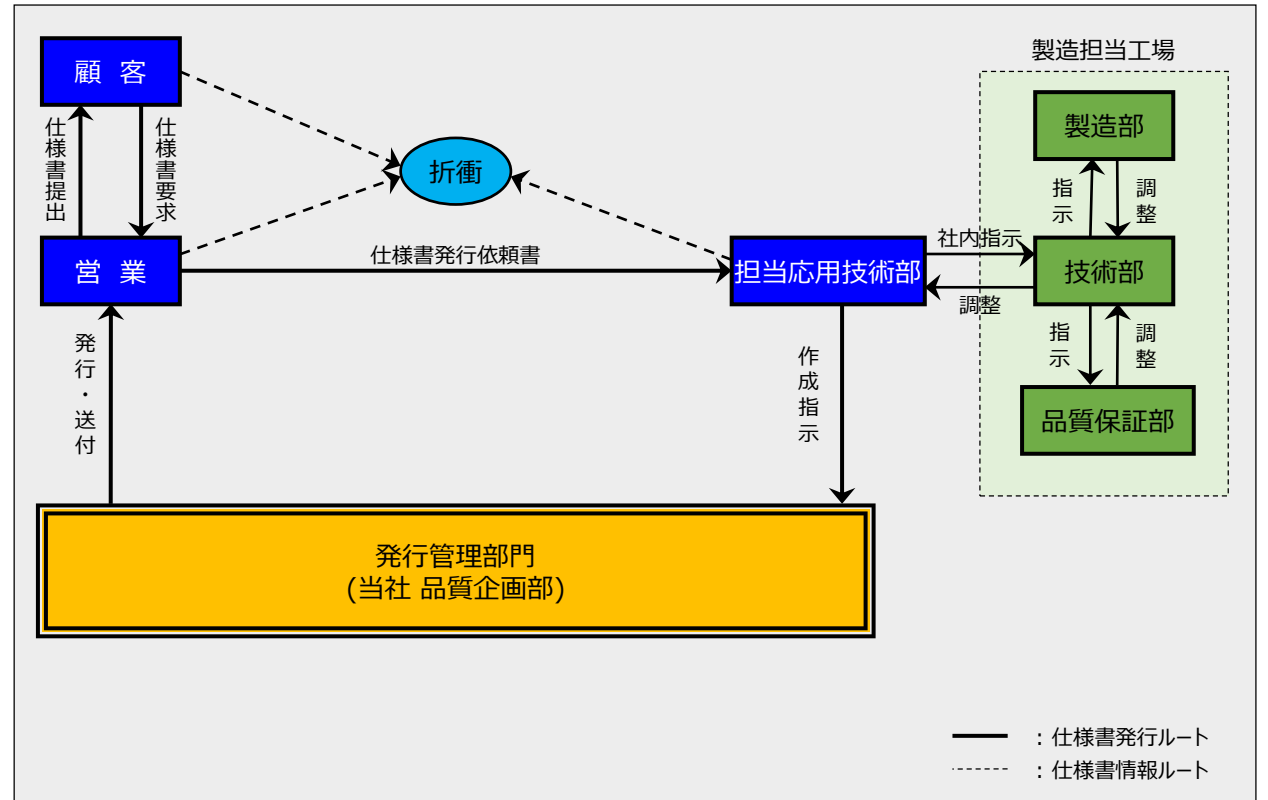 製造担当工場
顧 客
製造部
仕様書提出
仕様書要求
折衝
指示
調整
営 業
仕様書発行依頼書
担当応用技術部
社内指示
調整
技術部
発行・送付
作成指示
指示
調整
品質保証部
発行管理部門
(当社 品質企画部)
：仕様書発行ルート
：仕様書情報ルート